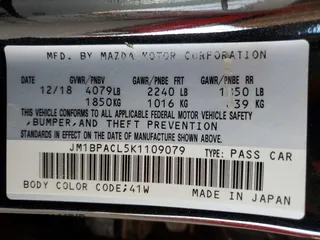 MFD. BY MAZDA MOTOR CORPORATION
GVWR/PNBV GAWR/PNBE FRT GAWR/PNBE RR
12/18 4079LB 2240 LB LB
1850KG 1016 KG KG
THIS VEHICLE CONFORMS TO ALL APPLICABLE FEDERAL MOTOR VEHICLE SAFETY
,BUMPER, AND THEFT PREVENTION
STANDARDS IN EFFECT ON THE DATE OF MANUFACTURE SHOWN ABOVE.
JM1BPACL5K1109079 TYPE: PASS CAR
BODY COLOR CODE:41W MADE IN JAPAN